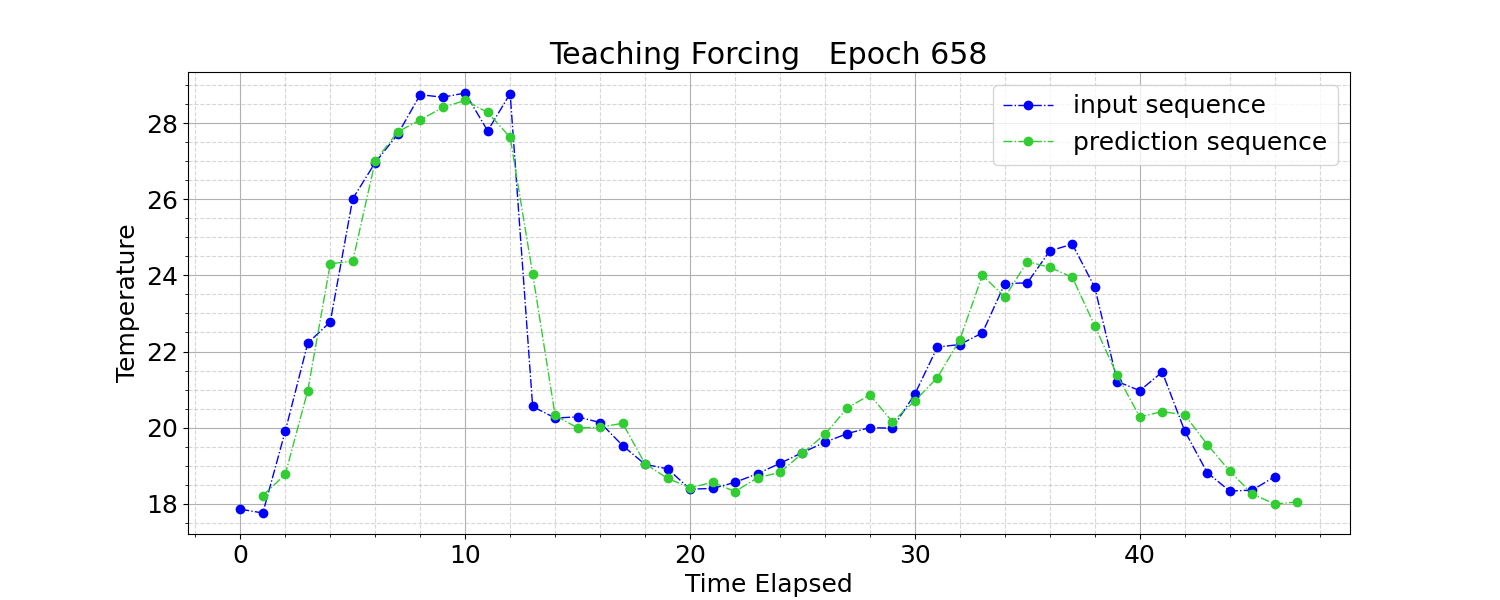 Teaching Forcing   Epoch 658
input sequence
prediction sequence
28
26
24
22
20
18
Temperature
0
10
20
30
40
Time Elapsed